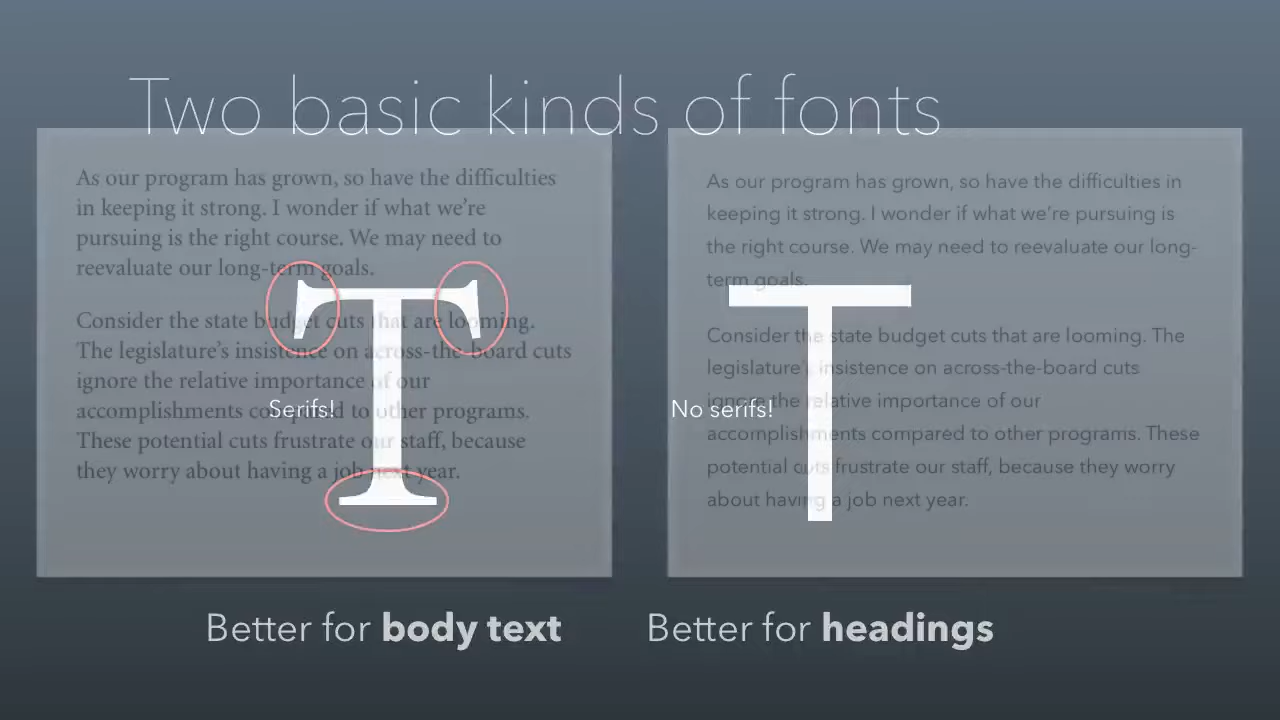 Two basic kinds of fonts
As our program has grown, so have the difficulties
in keeping it strong. I wonder if what we’re
pursuing is the right course. We may need to
reevaluate our long-term goals.
Consider the state budget cuts that are looming.
The legislature’s insistence on across-the-board cuts
ignore the relative importance of our
accomplishments compared to other programs.
These potential cuts frustrate our staff, because
they worry about having a job next year.
T
Serifs!
Better for body text
As our program has grown, so have the difficulties in
keeping it strong. I wonder if what we’re pursuing is
the right course. We may need to reevaluate our long-
term goals.
Consider the state budget cuts that are looming. The
legislature’s insistence on across-the-board cuts
ignore the relative importance of our
accomplishments compared to other programs. These
potential cuts frustrate our staff, because they worry
about having a job next year.
T
No serifs!
Better for headings